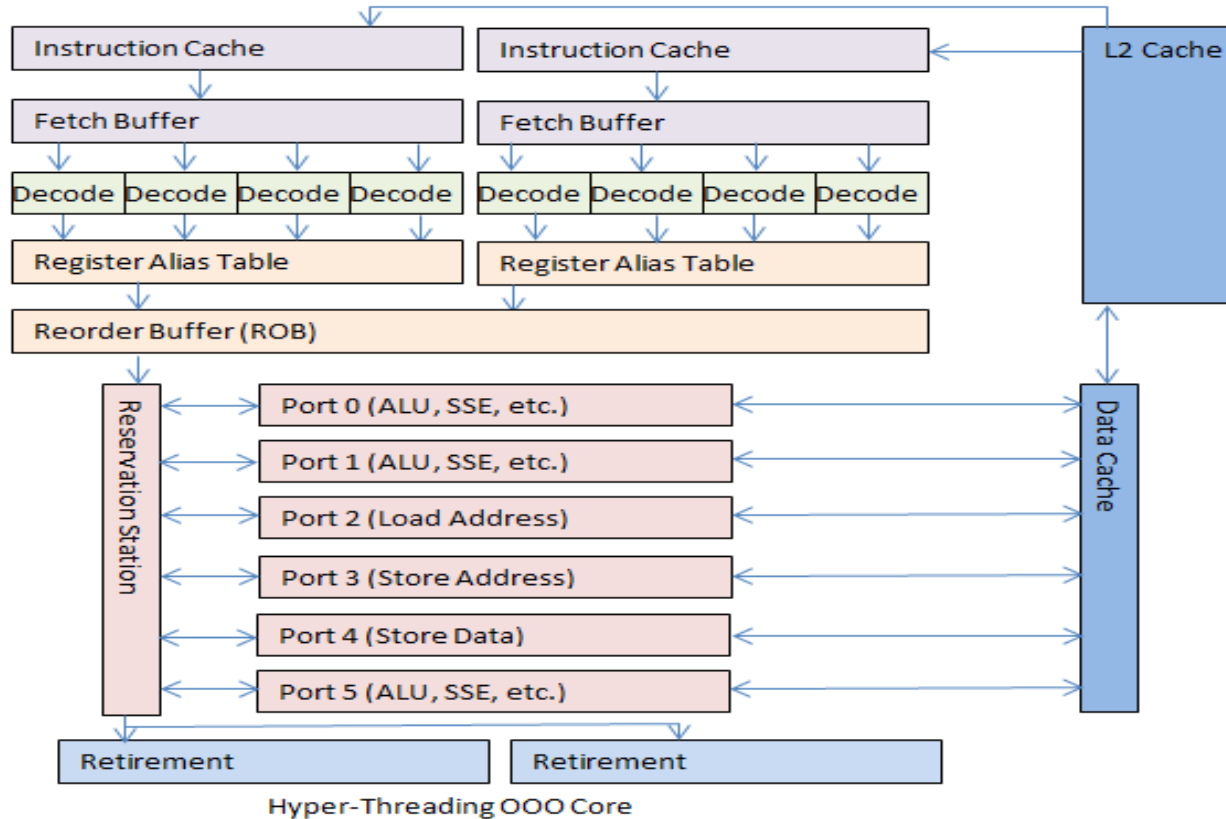 Instruction Cache
Instruction Cache
L2 Cache
Fetch Buffer
Fetch Buffer
Decode Decode Decode Decode
Decode Decode Decode Decode
Register Alias Table
Register Alias Table
Reorder Buffer (ROB)
Reservation Station
Port 0 (ALU, SSE, etc.)
Port 1 (ALU, SSE, etc.)
Port 2 (Load Address)
Port 3 (Store Address)
Port 4 (Store Data)
Port 5 (ALU, SSE, etc.)
Data Cache
Retirement
Retirement
Hyper-Threading OOO Core